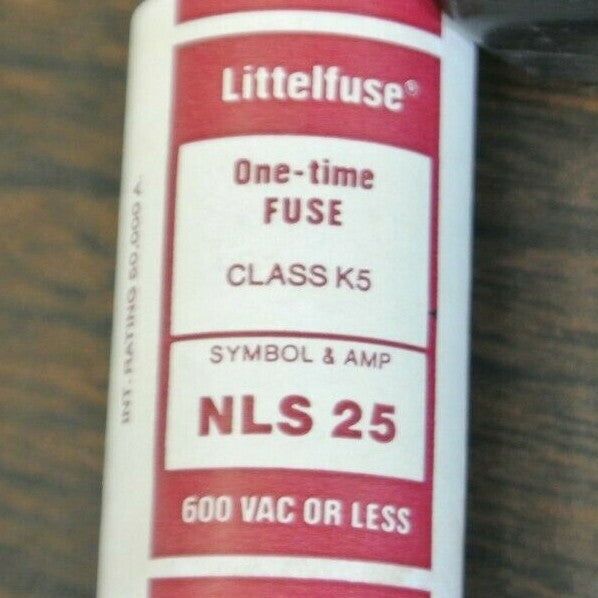 Littelfuse®
One-time
FUSE
CLASS K5
SYMBOL & AMP
NLS 25
600 VAC OR LESS
INT. RATING 50,000 A.